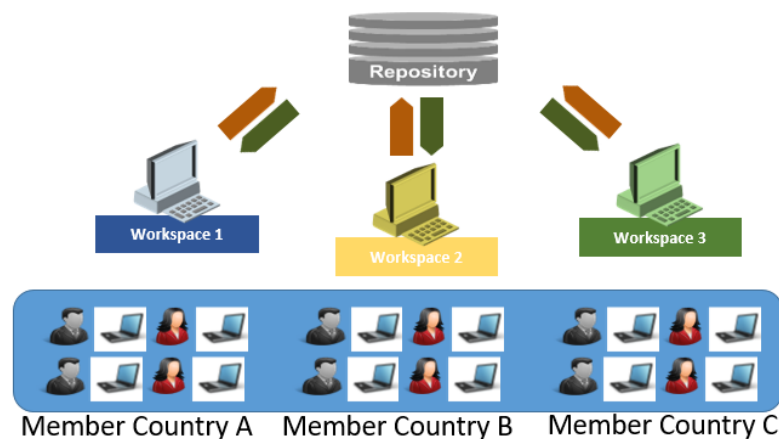 Repository
Workspace 1
Workspace 2
Workspace 3
Member Country A
Member Country B
Member Country C